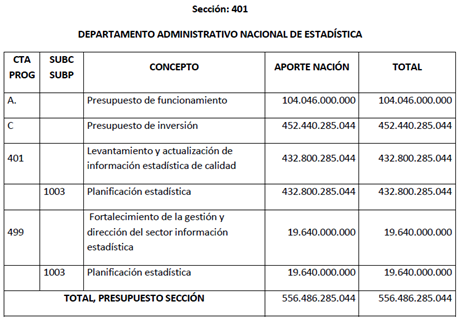 Sección: 401
DEPARTAMENTO ADMINISTRATIVO NACIONAL DE ESTADÍSTICA
CTA PROG SUBC SUBP CONCEPTO APORTE NACIÓN TOTAL
A. Presupuesto de funcionamiento 104.046.000.000 104.046.000.000
C Presupuesto de inversión 452.440.285.044 452.440.285.044
401 Levantamiento y actualización de
información estadística de calidad 432.800.285.044 432.800.285.044
1003 Planificación estadística 432.800.285.044 432.800.285.044
499 Fortalecimiento de la gestión y
dirección del sector información
estadística 19.640.000.000 19.640.000.000
1003 Planificación estadística 19.640.000.000 19.640.000.000
TOTAL, PRESUPUESTO SECCIÓN 556.486.285.044 556.486.285.044